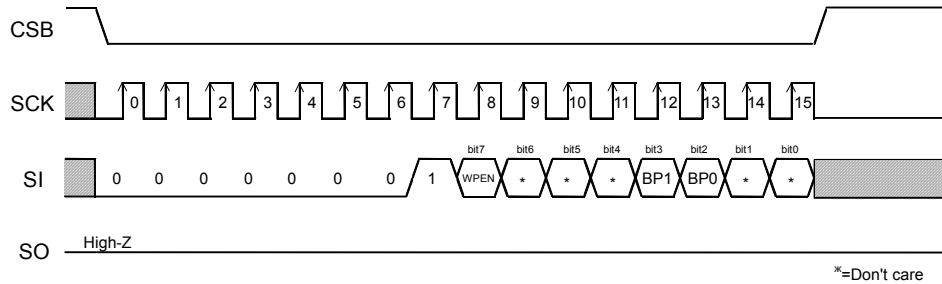 CSB
SCK 0 1 2 3 4 5 6 7 8 9 10 11 12 13 14 15
bit7 bit6 bit5 bit4 bit3 bit2 bit1 bit0
SI 0 0 0 0 0 0 0 1 WPEN * * * BP1 BP0 * *
SO High-Z
*=Don't care